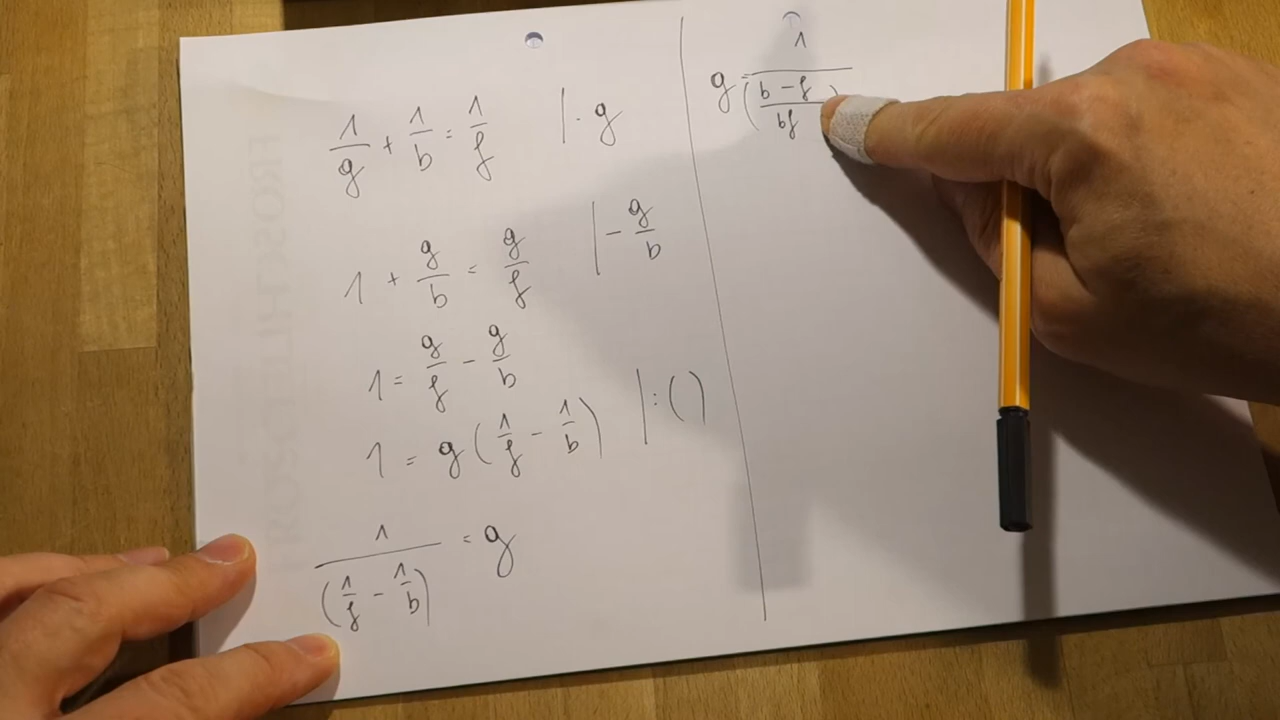 1/g + 1/b = 1/f | · g
1 + g/b = g/f | - g/b
1 = g/f - g/b
1 = g (1/f - 1/b) | : ( )
1/(1/f - 1/b) = g
g = 1/((b - f)/(bf))